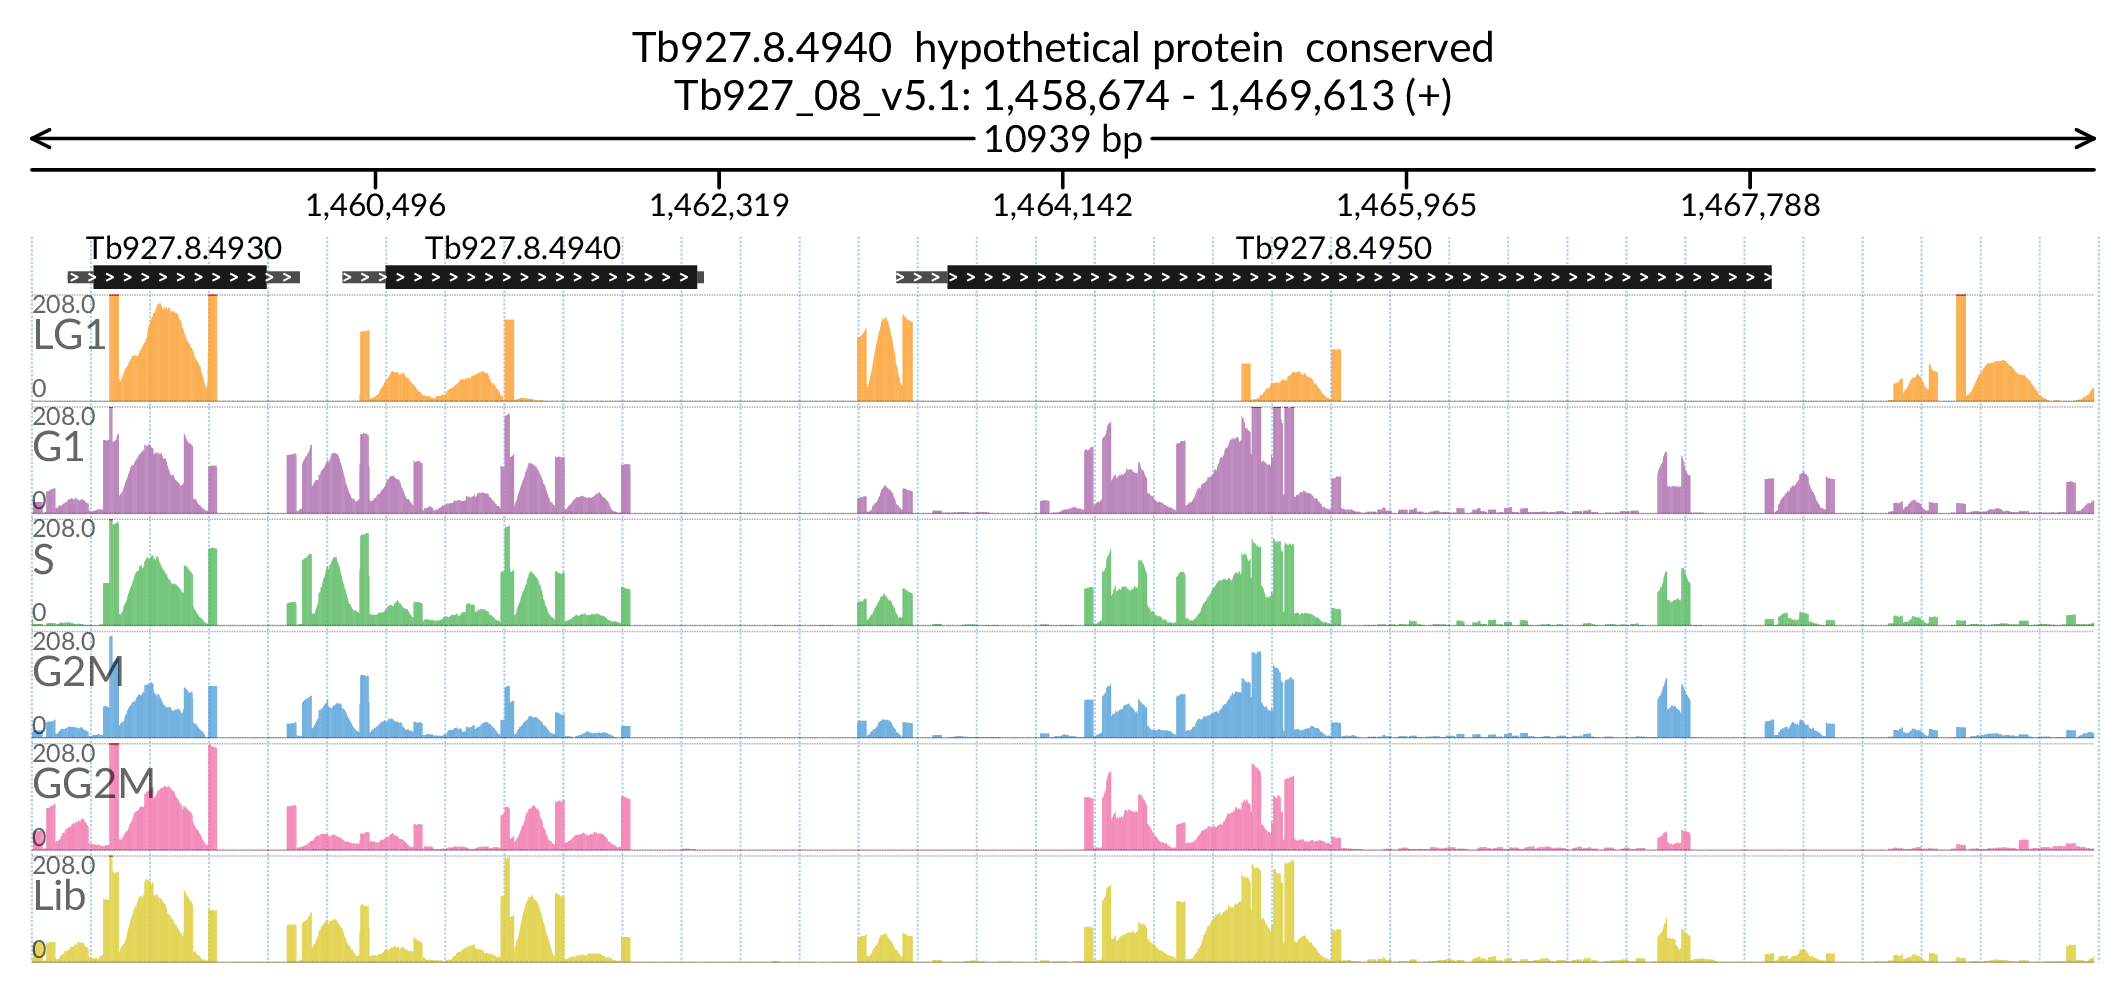 Tb927.8.4940  hypothetical protein  conserved
Tb927_08_v5.1: 1,458,674 - 1,469,613 (+)
10939 bp
1,460,496 1,462,319 1,464,142 1,465,965 1,467,788
Tb927.8.4930 Tb927.8.4940 Tb927.8.4950
208.0
LG1
0
208.0
G1
0
208.0
S
0
208.0
G2M
0
208.0
GG2M
0
208.0
Lib
0